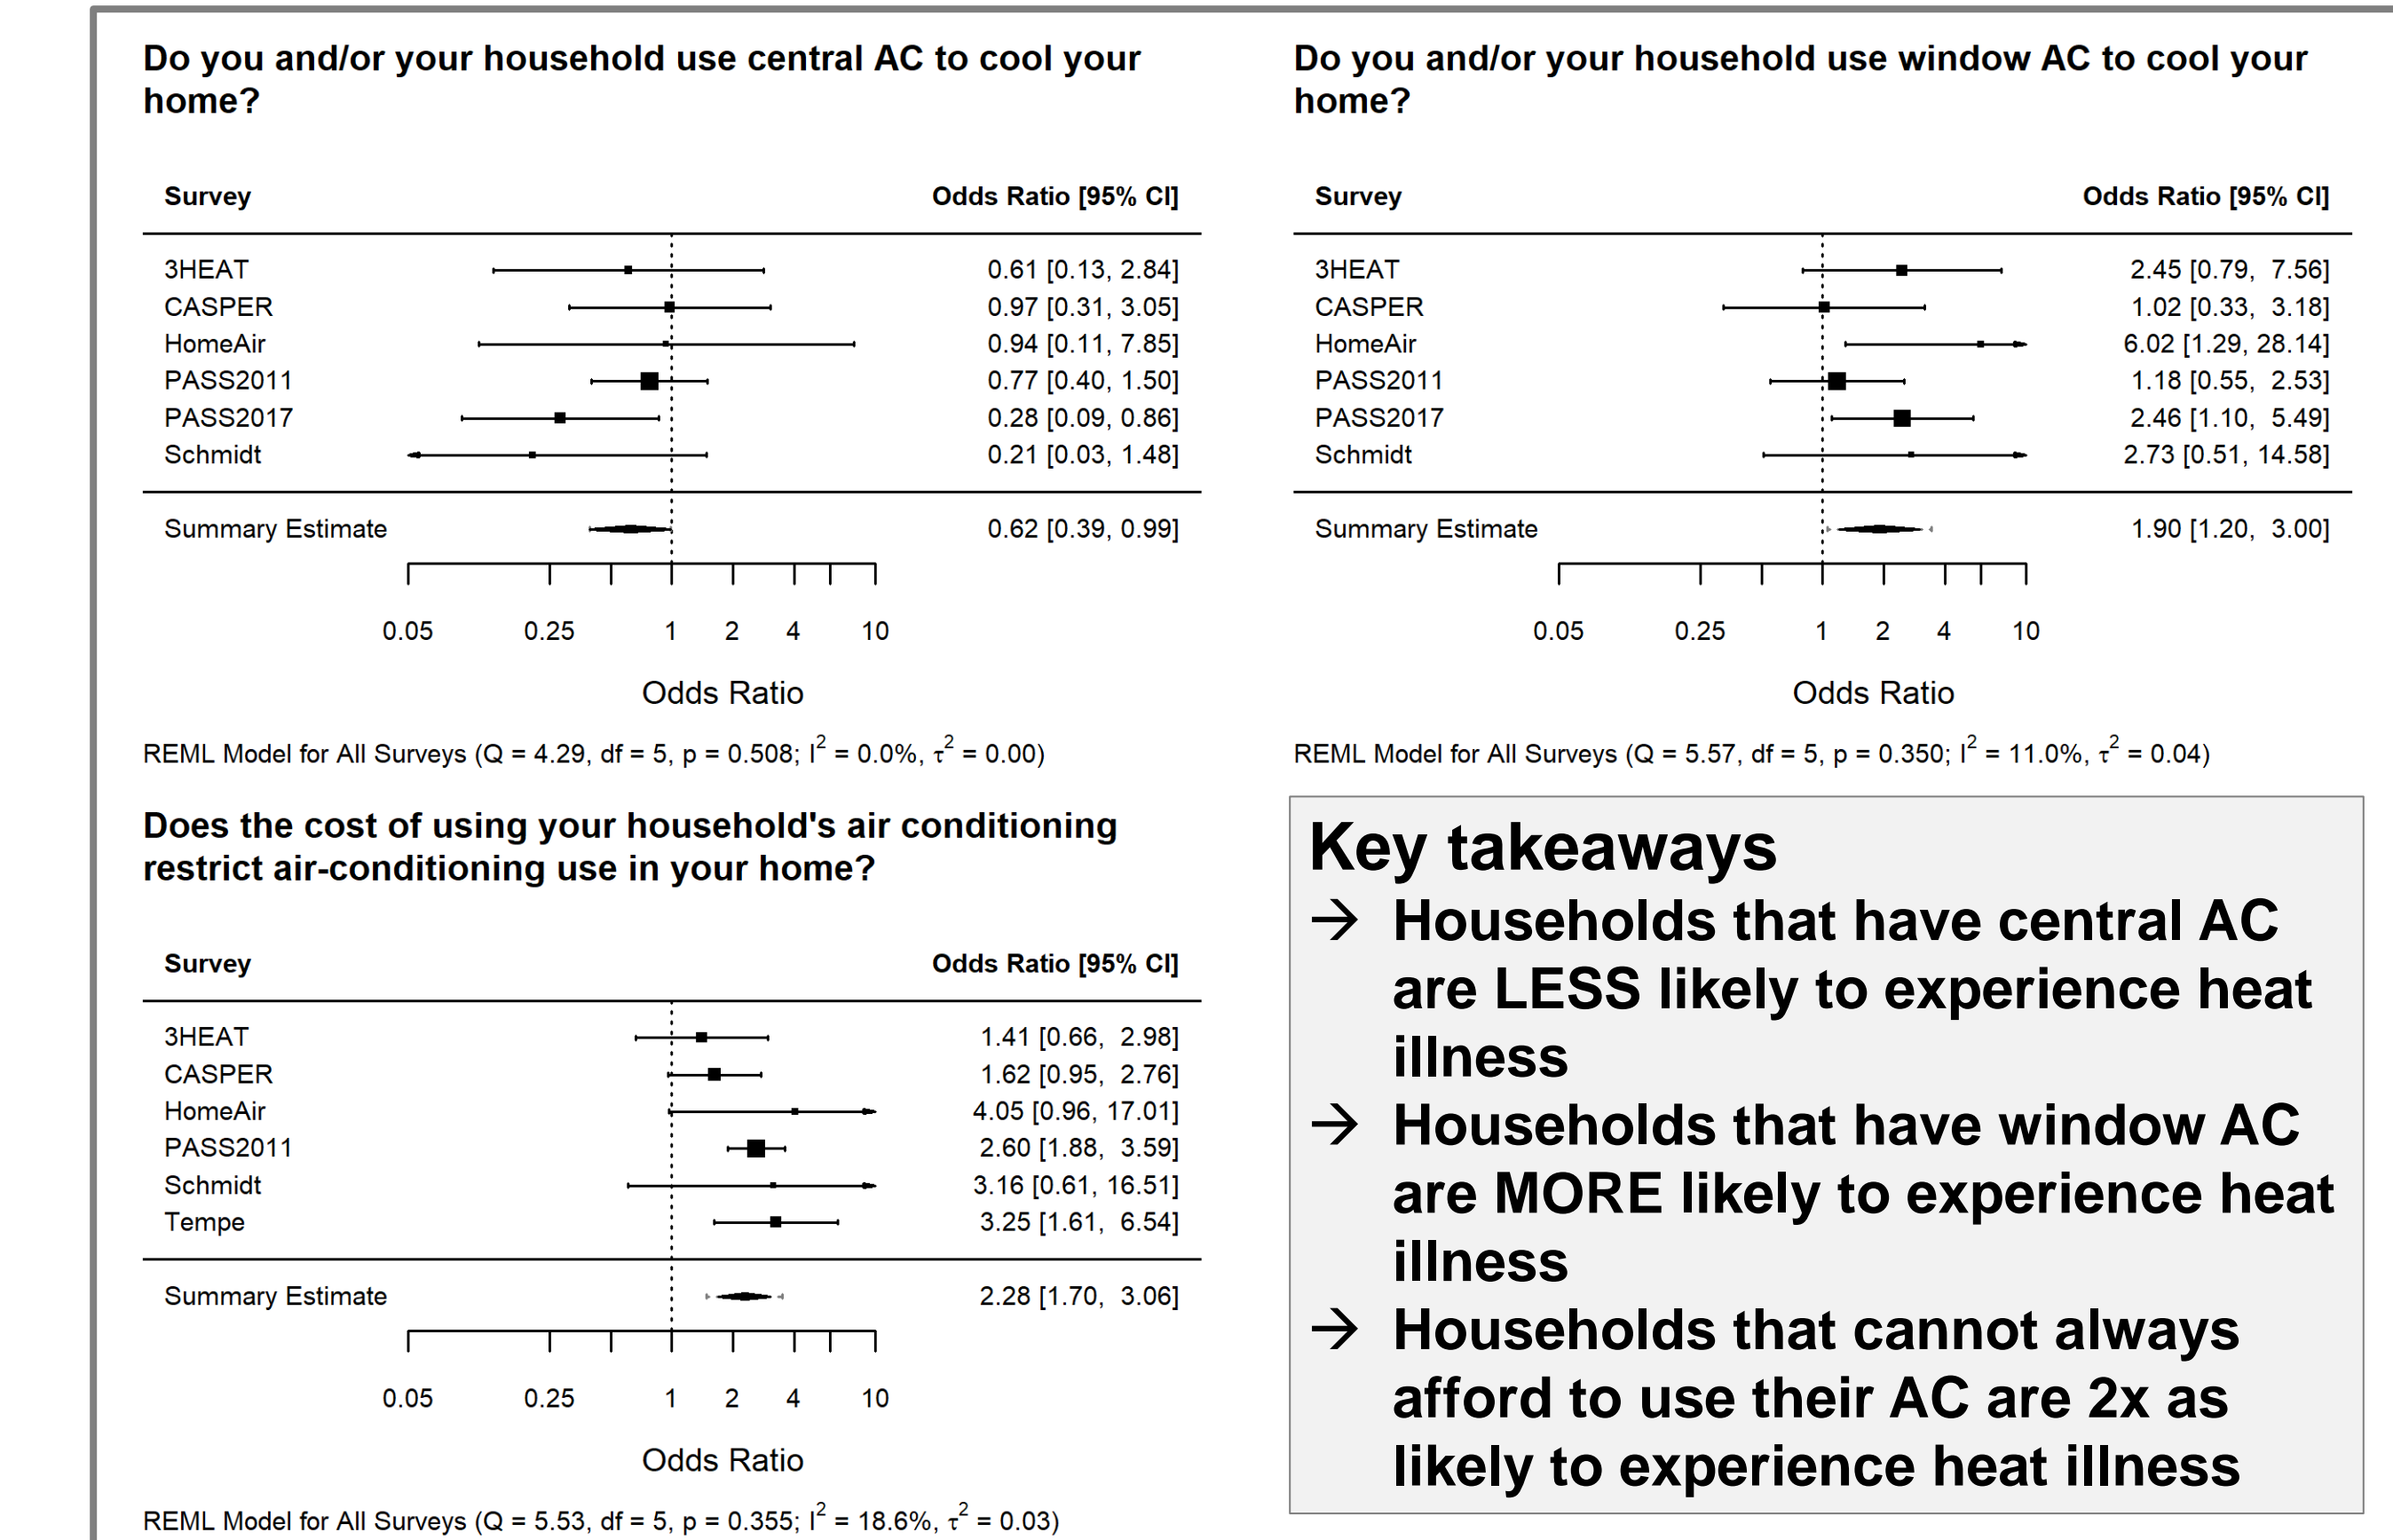 Do you and/or your household use central AC to cool your
home?
Survey Odds Ratio [95% CI]
3HEAT 0.61 [0.13, 2.84]
CASPER 0.97 [0.31, 3.05]
HomeAir 0.94 [0.11, 7.85]
PASS2011 0.77 [0.40, 1.50]
PASS2017 0.28 [0.09, 0.86]
Schmidt 0.21 [0.03, 1.48]
Summary Estimate 0.62 [0.39, 0.99]
0.05 0.25 1 2 4 10
Odds Ratio
REML Model for All Surveys (Q = 4.29, df = 5, p = 0.508; I² = 0.0%, τ² = 0.00)
Do you and/or your household use window AC to cool your
home?
Survey Odds Ratio [95% CI]
3HEAT 2.45 [0.79, 7.56]
CASPER 1.02 [0.33, 3.18]
HomeAir 6.02 [1.29, 28.14]
PASS2011 1.18 [0.55, 2.53]
PASS2017 2.46 [1.10, 5.49]
Schmidt 2.73 [0.51, 14.58]
Summary Estimate 1.90 [1.20, 3.00]
0.05 0.25 1 2 4 10
Odds Ratio
REML Model for All Surveys (Q = 5.57, df = 5, p = 0.350; I² = 11.0%, τ² = 0.04)
Does the cost of using your household's air conditioning
restrict air-conditioning use in your home?
Survey Odds Ratio [95% CI]
3HEAT 1.41 [0.66, 2.98]
CASPER 1.62 [0.95, 2.76]
HomeAir 4.05 [0.96, 17.01]
PASS2011 2.60 [1.88, 3.59]
Schmidt 3.16 [0.61, 16.51]
Tempe 3.25 [1.61, 6.54]
Summary Estimate 2.28 [1.70, 3.06]
0.05 0.25 1 2 4 10
Odds Ratio
REML Model for All Surveys (Q = 5.53, df = 5, p = 0.355; I² = 18.6%, τ² = 0.03)
Key takeaways
→ Households that have central AC
are LESS likely to experience heat
illness
→ Households that have window AC
are MORE likely to experience heat
illness
→ Households that cannot always
afford to use their AC are 2x as
likely to experience heat illness